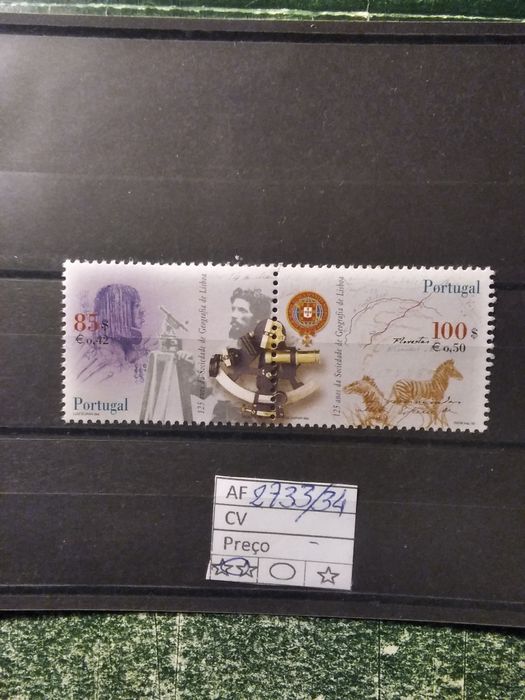 85$
€ 0,42
125 anos da Sociedade de Geografia de Lisboa
Portugal
Portugal
100$
€ 0,50
125 anos da Sociedade de Geografia de Lisboa
AF 2733/34
CV
Preço -